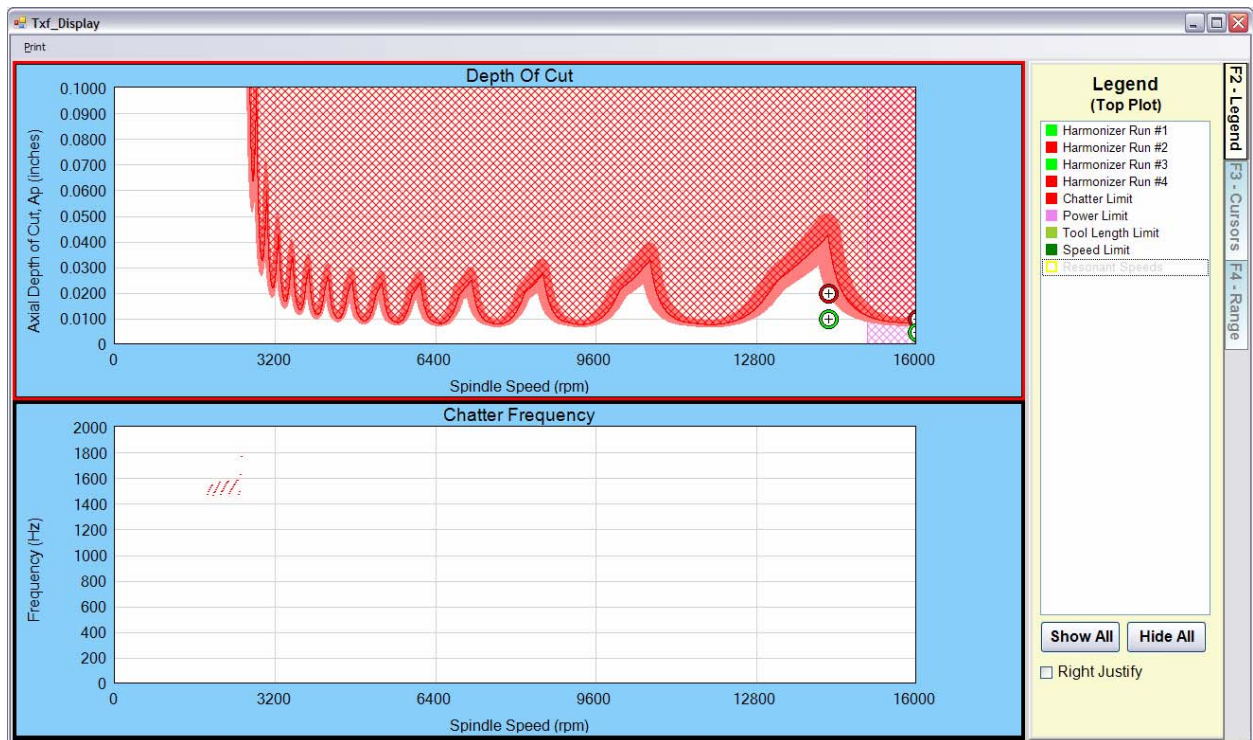 Txf_Display
Print
Depth Of Cut
Axial Depth of Cut, Ap (inches)
0.1000
0.0900
0.0800
0.0700
0.0600
0.0500
0.0400
0.0300
0.0200
0.0100
0
0 3200 6400 9600 12800 16000
Spindle Speed (rpm)
Chatter Frequency
Frequency (Hz)
2000
1800
1600
1400
1200
1000
800
600
400
200
0
0 3200 6400 9600 12800 16000
Spindle Speed (rpm)
Legend
(Top Plot)
Harmonizer Run #1
Harmonizer Run #2
Harmonizer Run #3
Harmonizer Run #4
Chatter Limit
Power Limit
Tool Length Limit
Speed Limit
Resonant Speeds
Show All Hide All
Right Justify
F2 - Legend
F3 - Cursors
F4 - Range